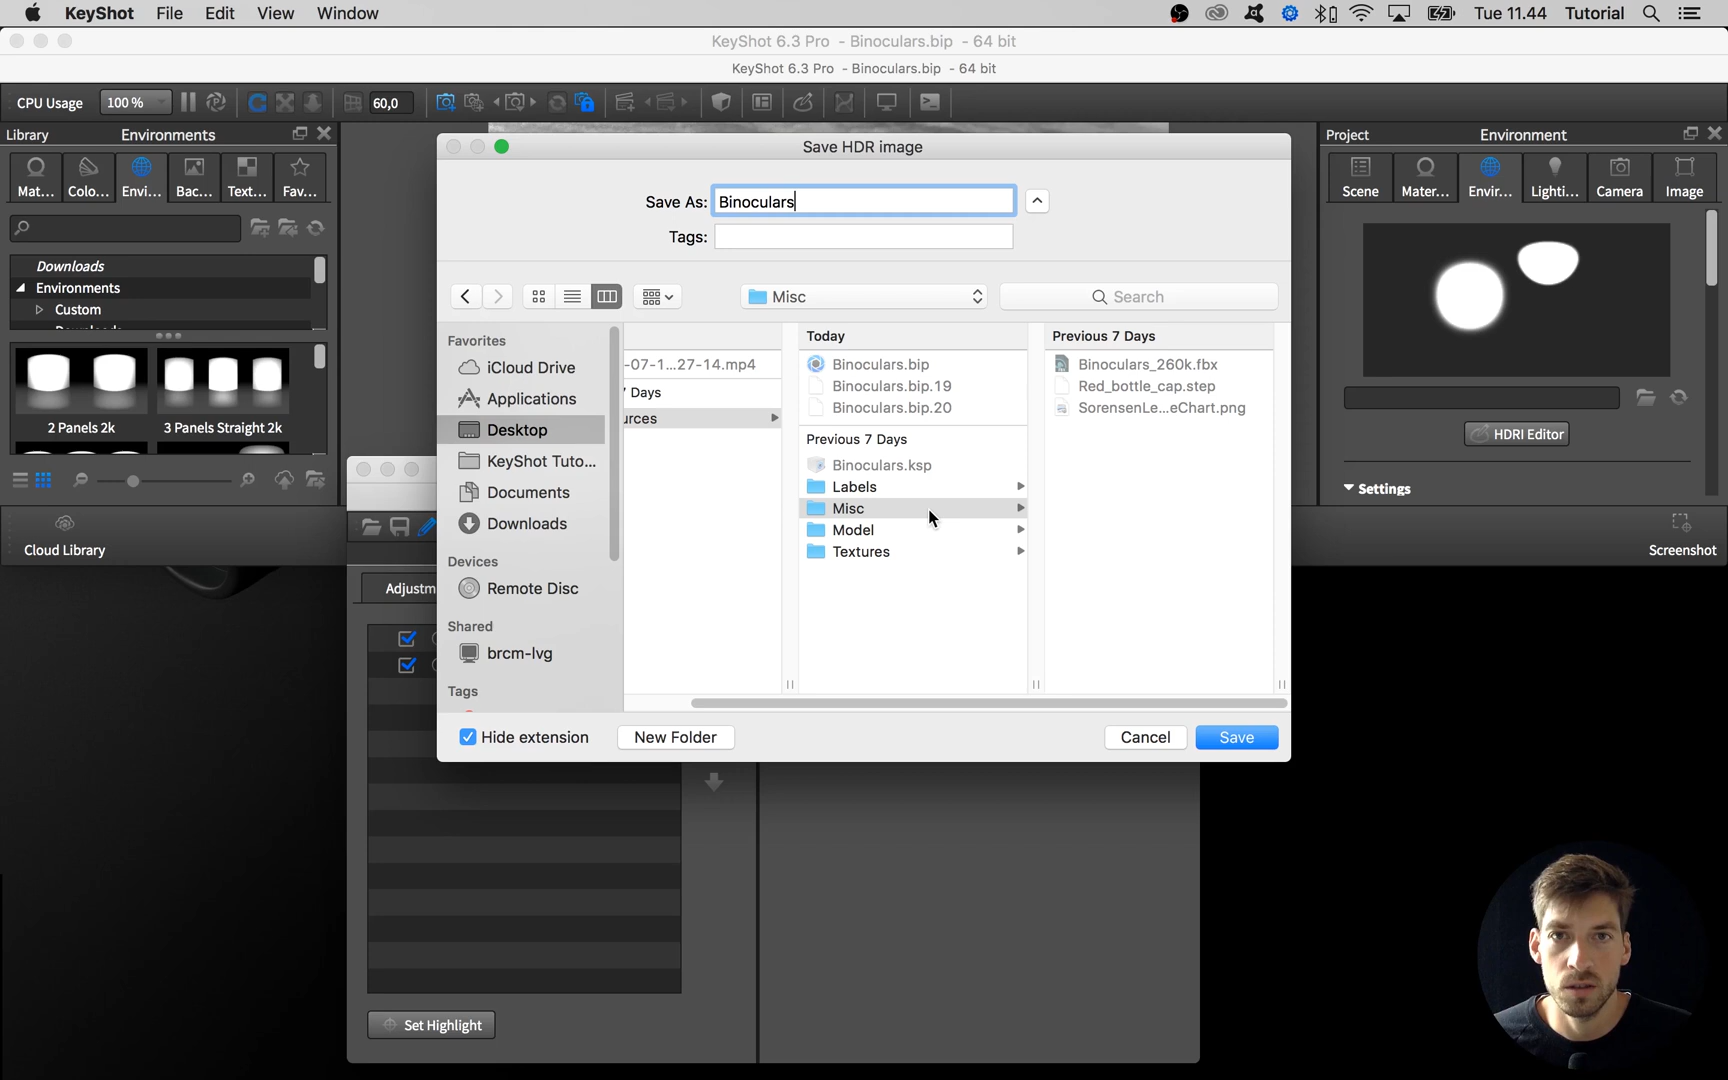 KeyShot File Edit View Window Tue 11.44 Tutorial
KeyShot 6.3 Pro - Binoculars.bip - 64 bit
KeyShot 6.3 Pro - Binoculars.bip - 64 bit
CPU Usage 100 % 60,0
Library Environments
Mat... Colo... Envi... Bac... Text... Fav...
Downloads
Environments
Custom
2 Panels 2k 3 Panels Straight 2k
Cloud Library
Save HDR image
Save As: Binoculars
Tags:
Misc
Search
Favorites
iCloud Drive
Applications
Desktop
KeyShot Tuto...
Documents
Downloads
Devices
Remote Disc
Shared
brcm-lvg
Tags
-07-1...27-14.mp4
Days
urces
Today
Binoculars.bip
Binoculars.bip.19
Binoculars.bip.20
Previous 7 Days
Binoculars.ksp
Labels
Misc
Model
Textures
Previous 7 Days
Binoculars_260k.fbx
Red_bottle_cap.step
SorensenLe...eChart.png
Hide extension New Folder Cancel Save
Project Environment
Scene Mater... Envir... Lighti... Camera Image
HDRI Editor
Settings
Screenshot
Adjustm
Set Highlight